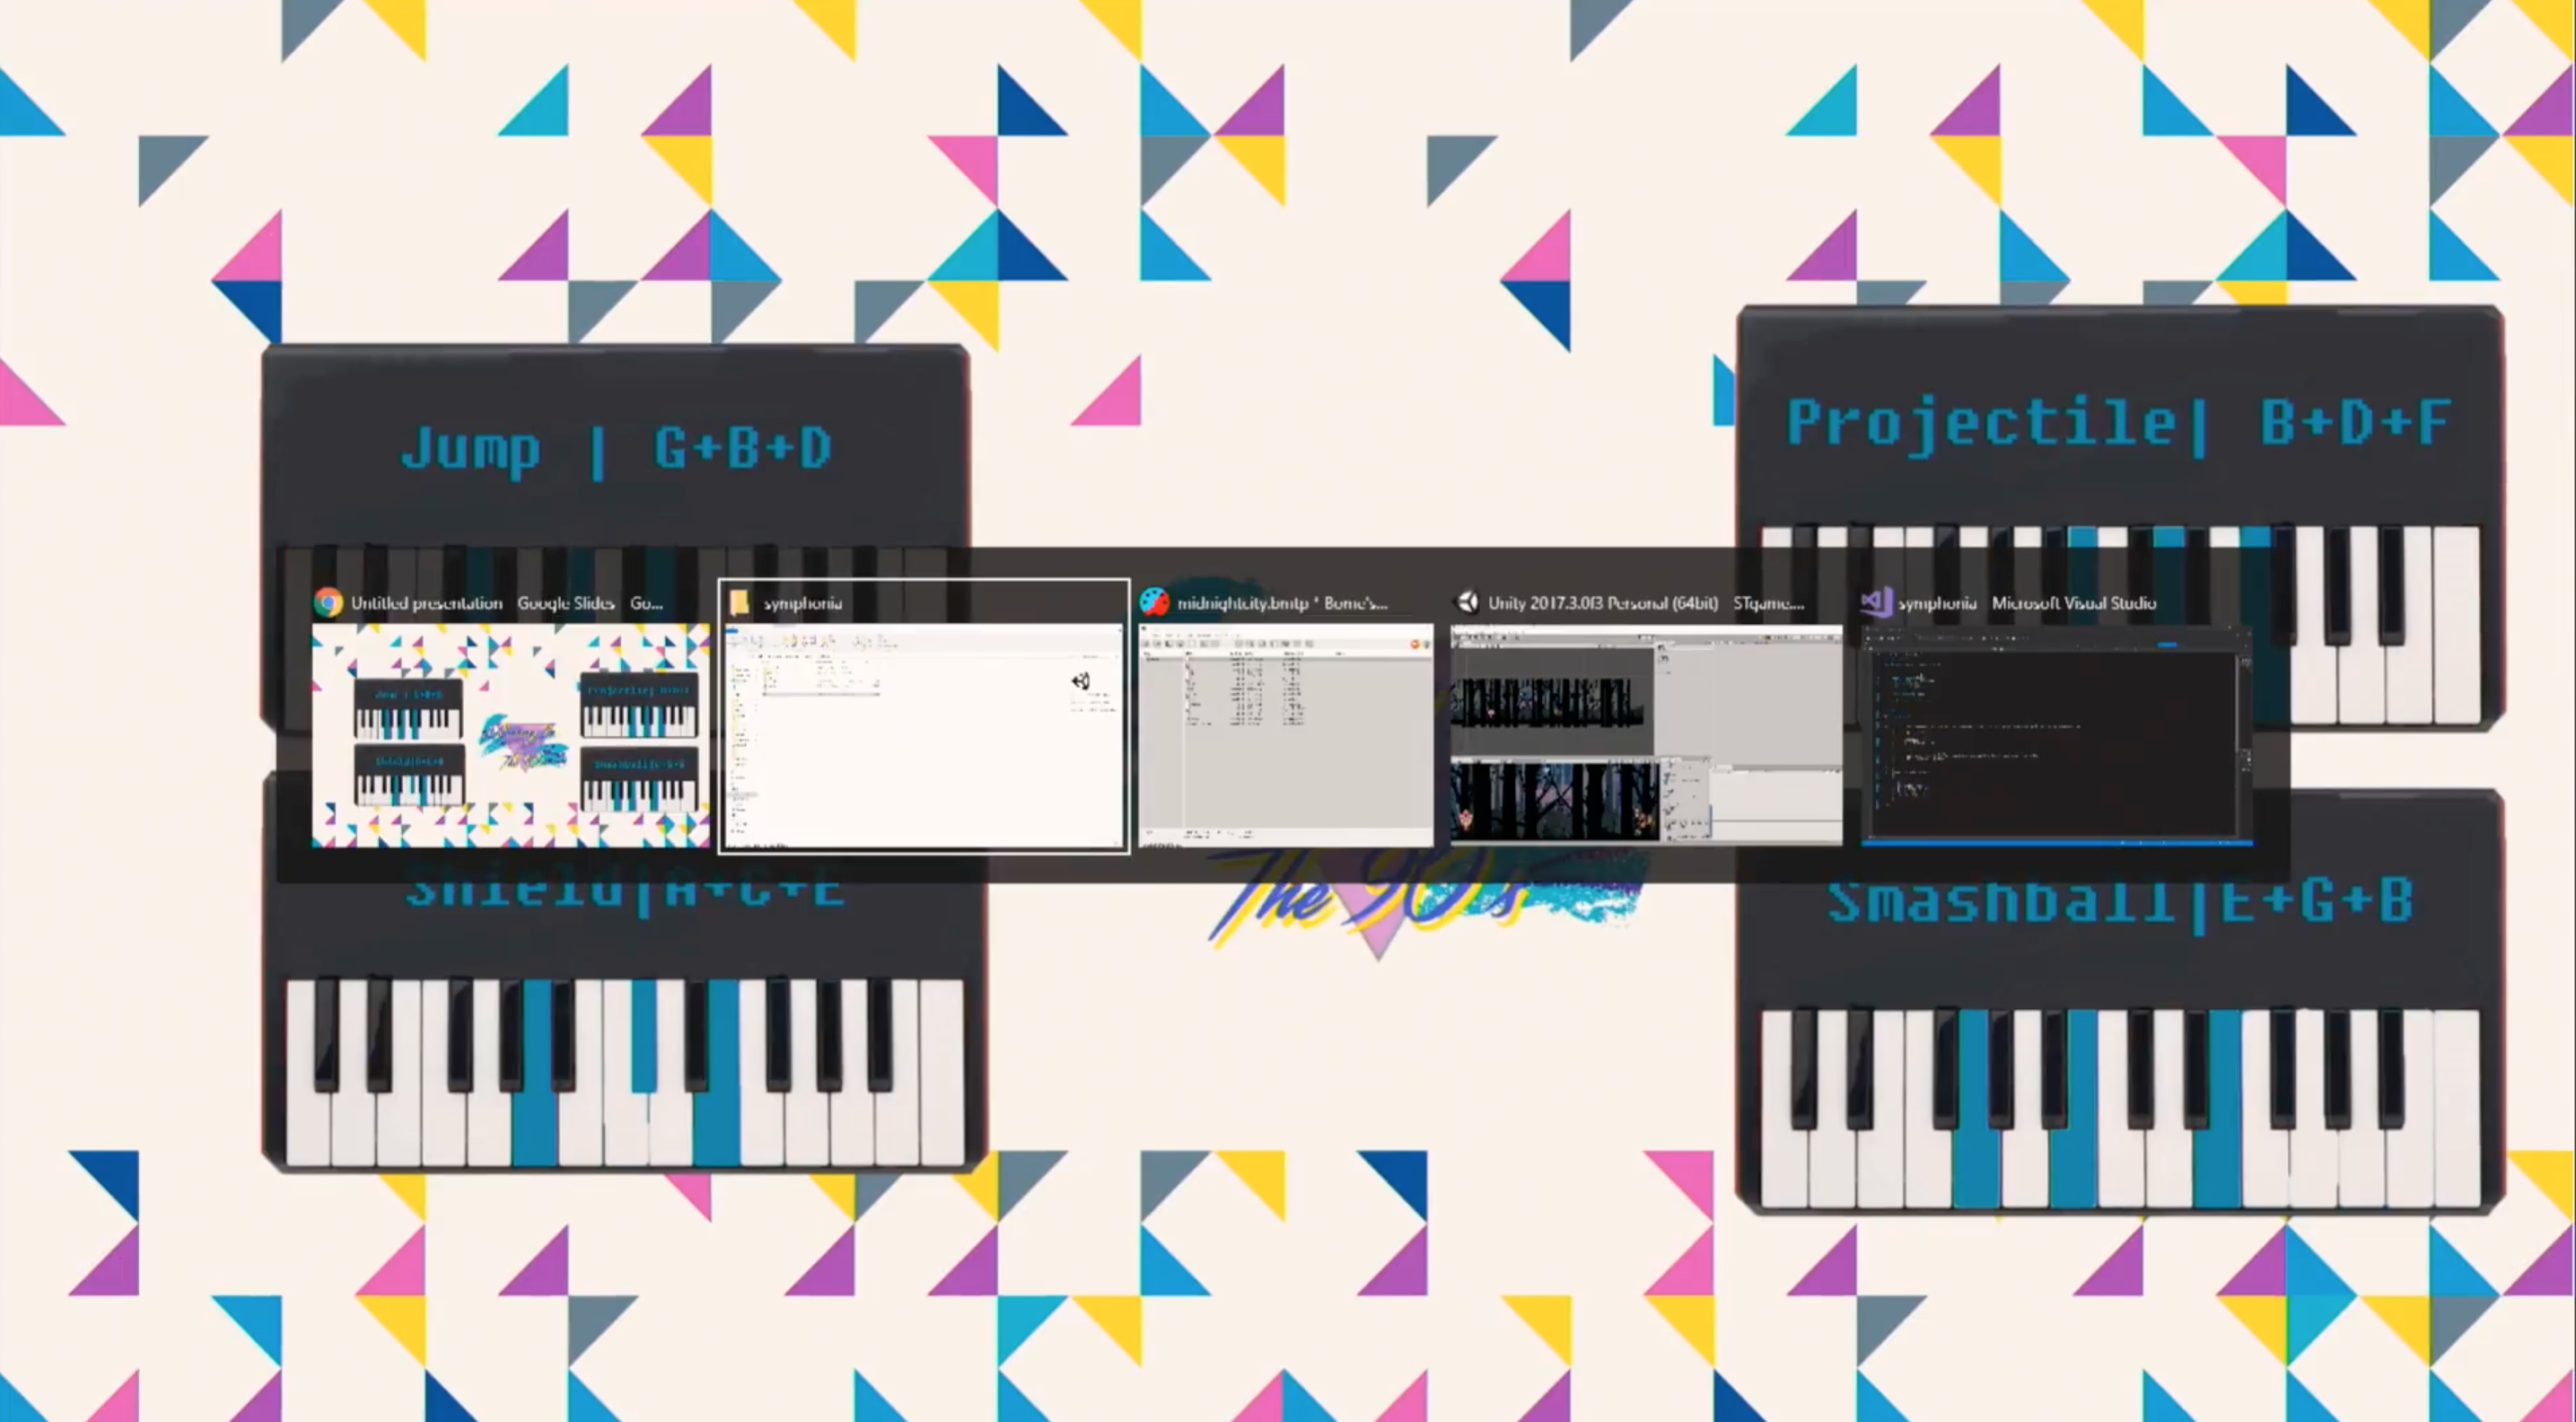 Jump | G+B+D
Projectile| B+D+F
Untitled presentation Google Slides Go...
symphonia
midnightcity.bmtp * Bome's...
Unity 2017.3.0f3 Personal (64bit) STgame....
symphonia Microsoft Visual Studio
Shield|A+C+E
The 90's
Smashball|E+G+B